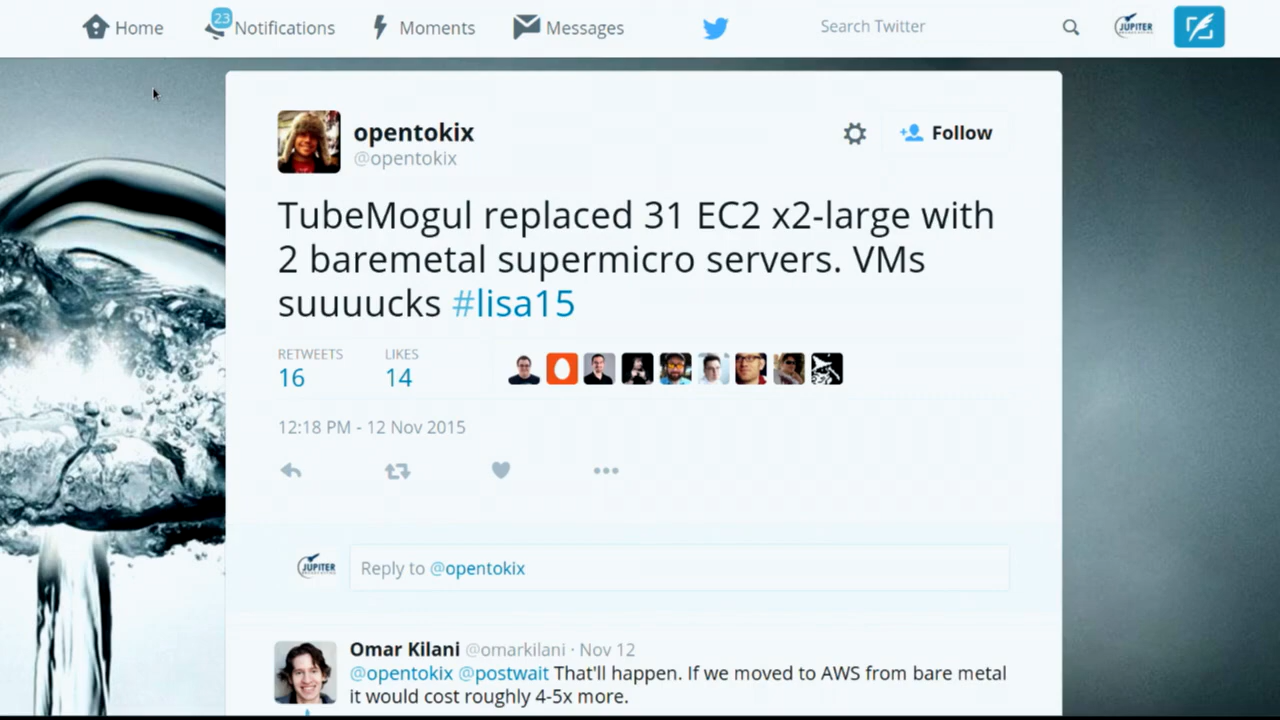 Home
23
Notifications
Moments
Messages
Search Twitter
JUPITER
opentokix
@opentokix
Follow
TubeMogul replaced 31 EC2 x2-large with
2 baremetal supermicro servers. VMs
suuuucks #lisa15
RETWEETS
LIKES
16
14
12:18 PM - 12 Nov 2015
JUPITER
Reply to @opentokix
Omar Kilani @omarkilani · Nov 12
@opentokix @postwait That'll happen. If we moved to AWS from bare metal
it would cost roughly 4-5x more.